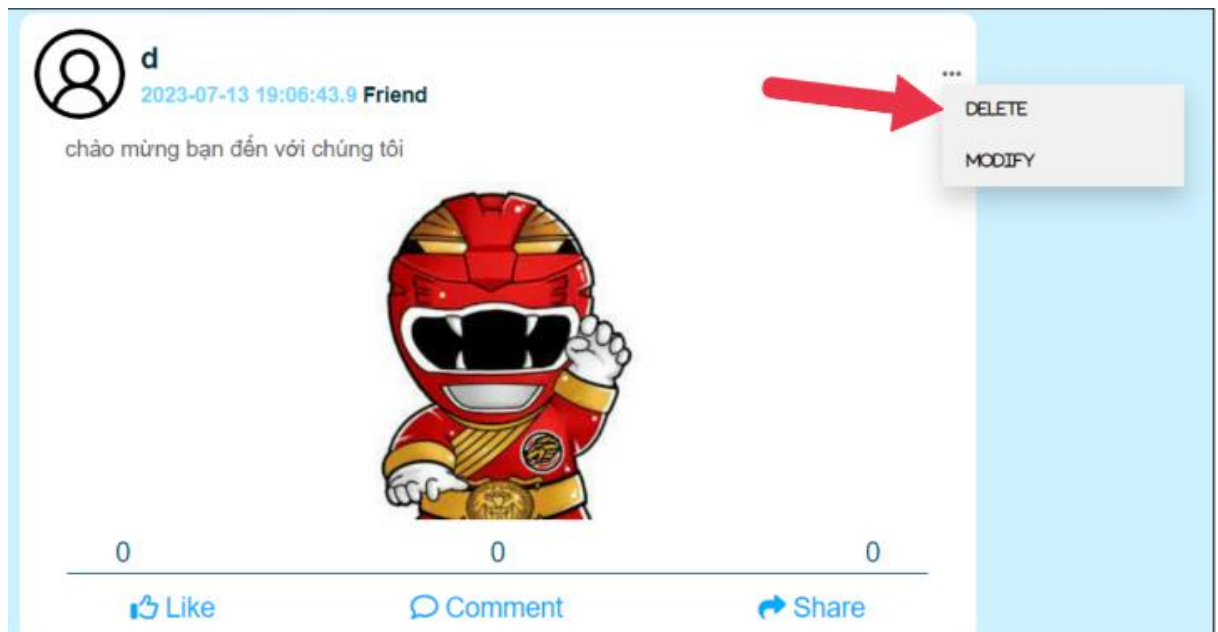 d
2023-07-13 19:06:43.9 Friend
...
DELETE
MODIFY
chào mừng bạn đến với chúng tôi
0 0 0
Like Comment Share